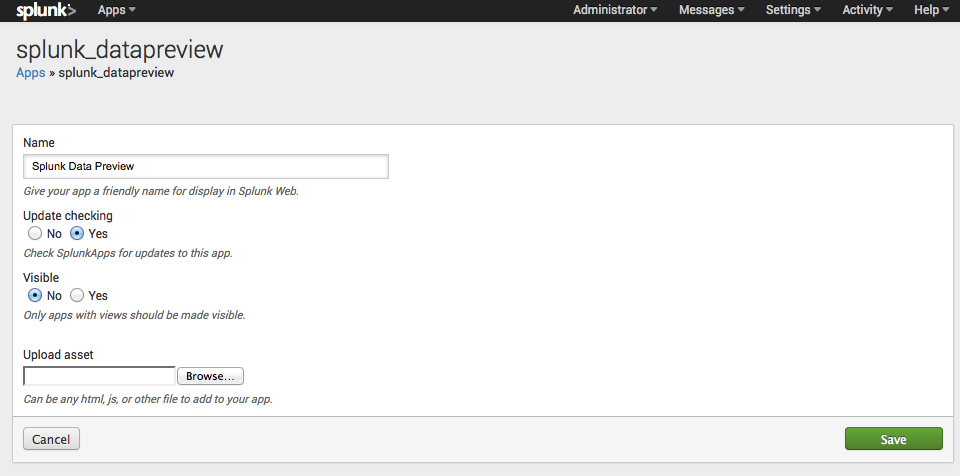 splunk> Apps Administrator Messages Settings Activity Help
splunk_datapreview
Apps » splunk_datapreview
Name
Splunk Data Preview
Give your app a friendly name for display in Splunk Web.
Update checking
No Yes
Check SplunkApps for updates to this app.
Visible
No Yes
Only apps with views should be made visible.
Upload asset
Browse...
Can be any html, js, or other file to add to your app.
Cancel Save